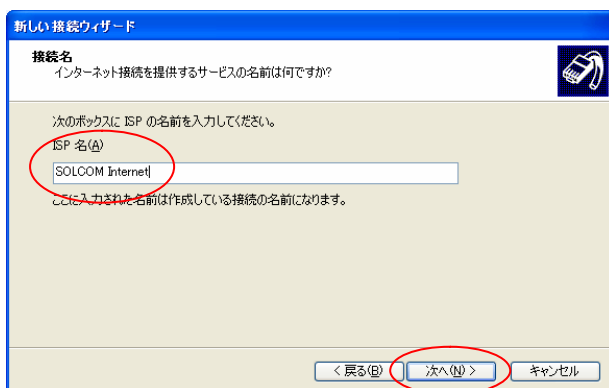 新しい接続ウィザード
接続名
インターネット接続を提供するサービスの名前は何ですか?
次のボックスに ISP の名前を入力してください。
ISP 名(A)
SOLCOM Internet
ここに入力された名前は作成している接続の名前になります。
< 戻る(B) 次へ(N) > キャンセル